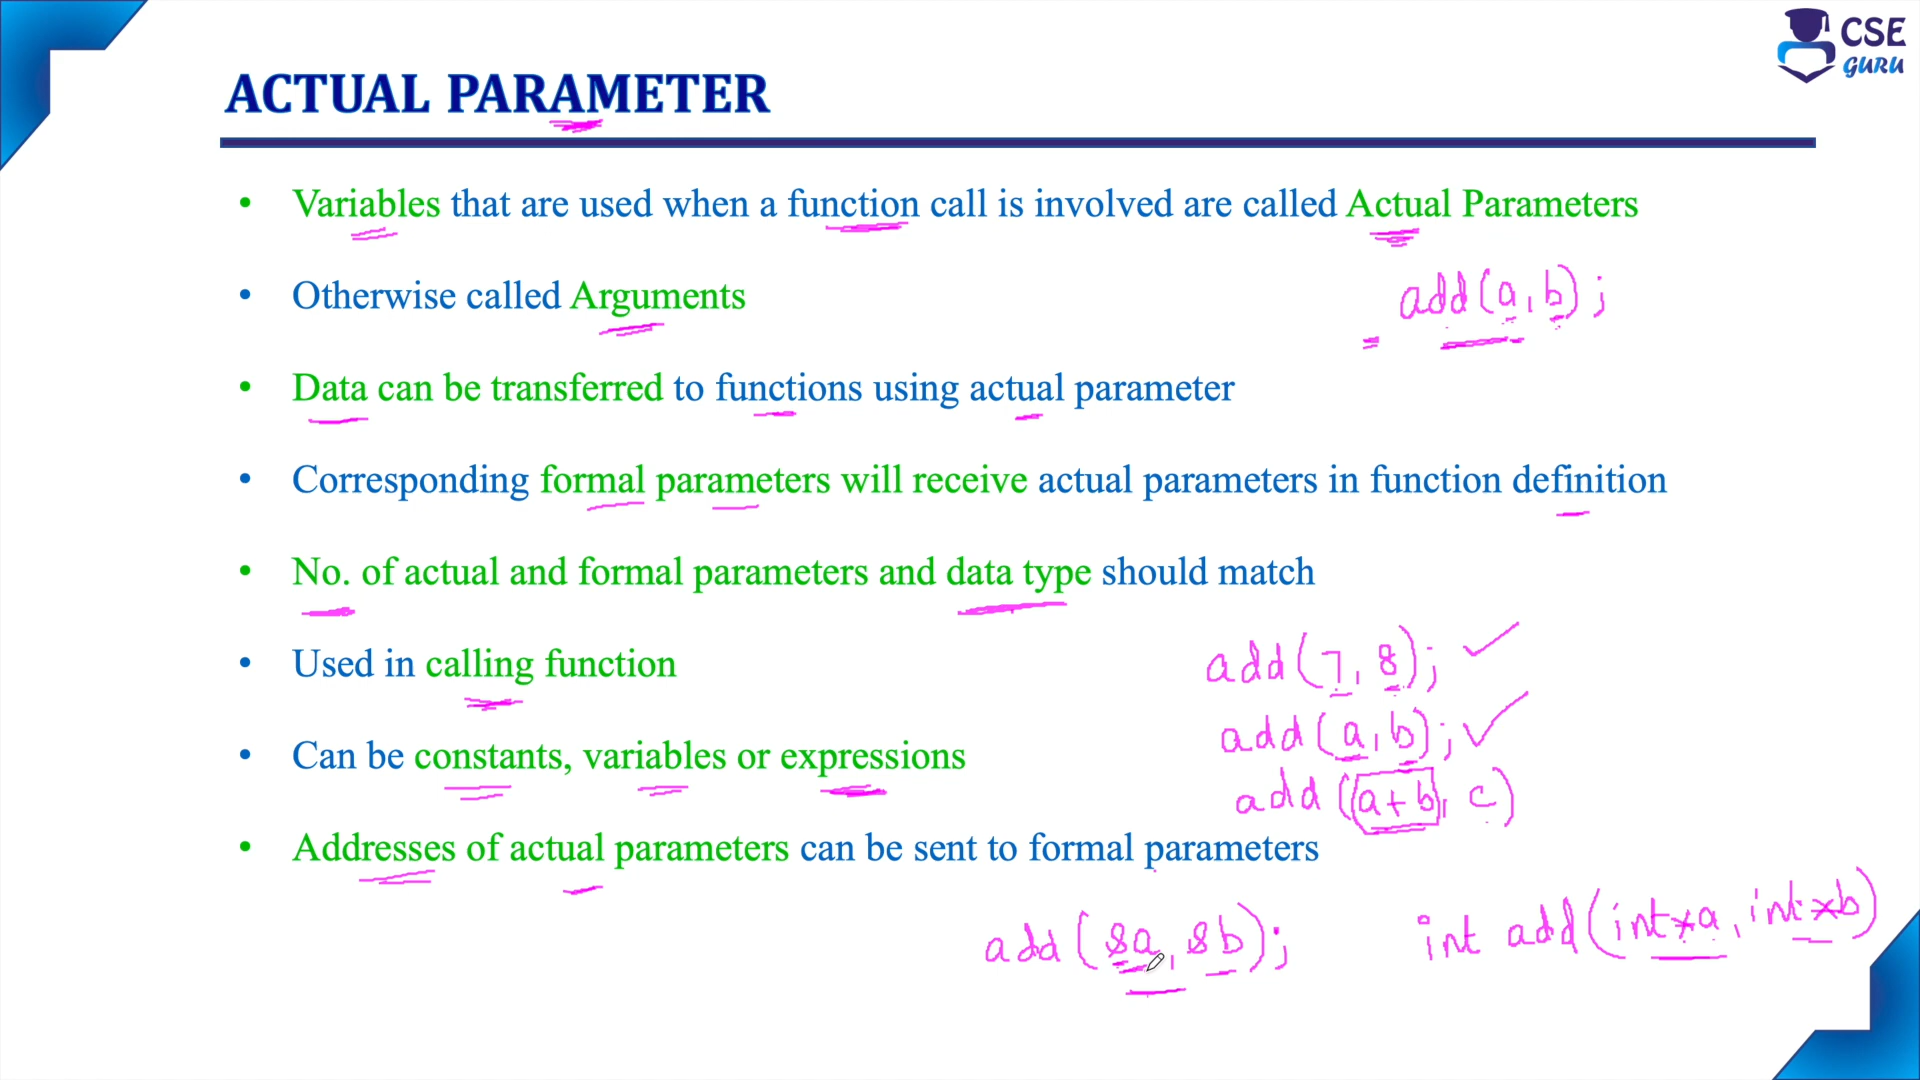 CSE
GURU
ACTUAL PARAMETER
• Variables that are used when a function call is involved are called Actual Parameters
• Otherwise called Arguments
add(a,b);
• Data can be transferred to functions using actual parameter
• Corresponding formal parameters will receive actual parameters in function definition
• No. of actual and formal parameters and data type should match
• Used in calling function
add(7, 8); ✓
add(a,b); ✓
• Can be constants, variables or expressions
add(a+b, c)
• Addresses of actual parameters can be sent to formal parameters
add(&a, &b);
int add(int*a, int*b)